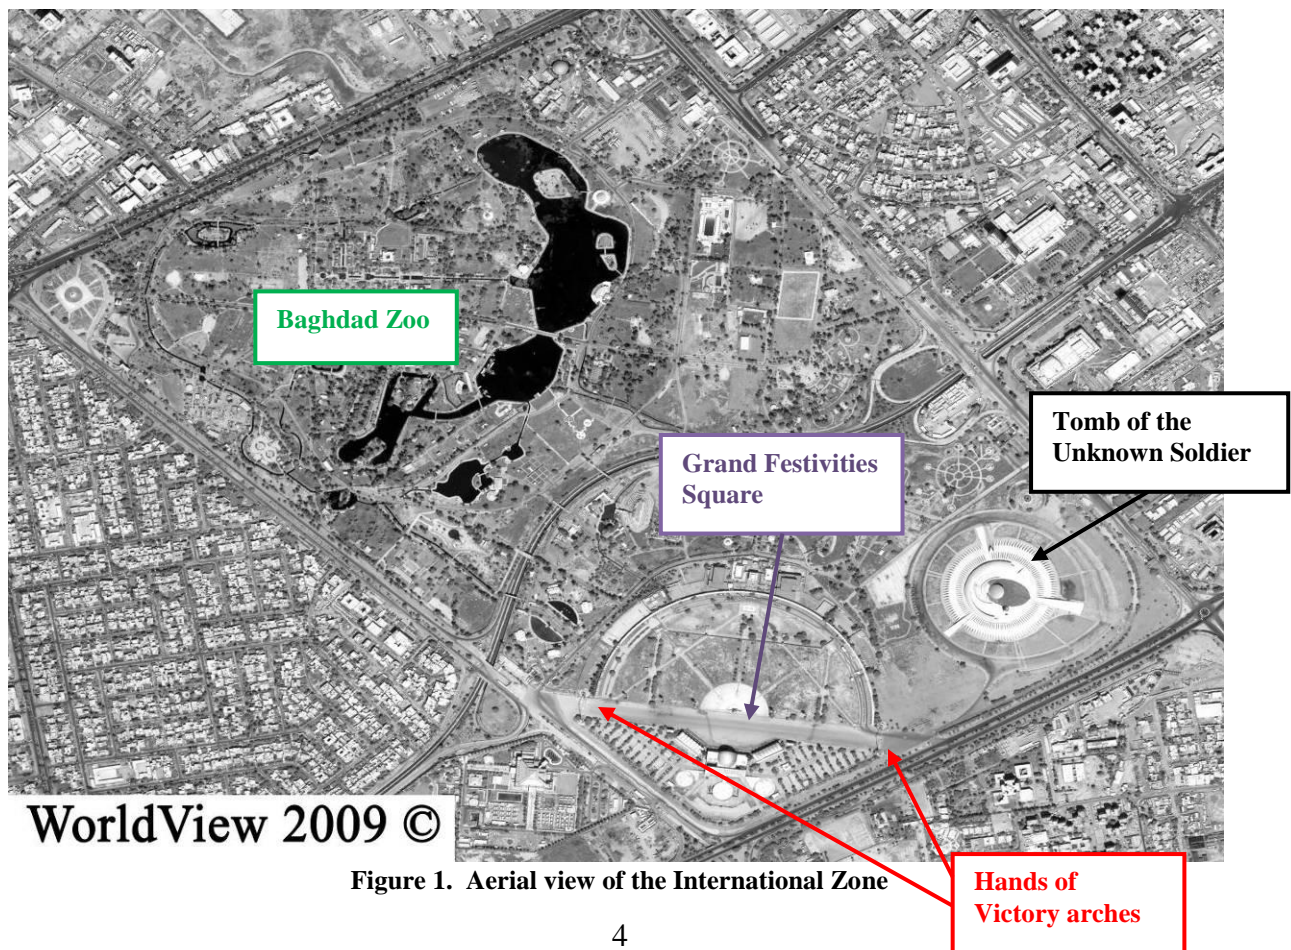 Baghdad Zoo
Tomb of the
Unknown Soldier
Grand Festivities
Square
WorldView 2009 ©
Figure 1.  Aerial view of the International Zone
Hands of
Victory arches
4